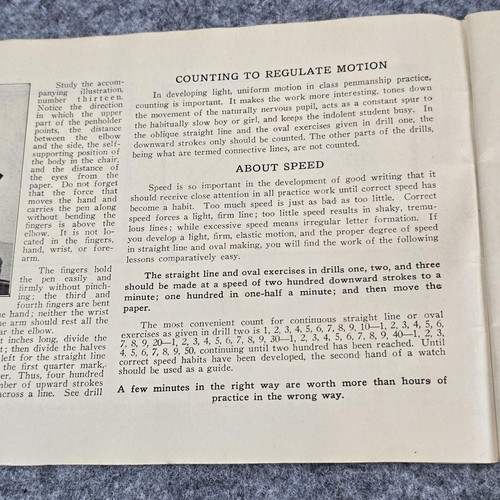 Study the accom-
panying illustration,
number thirteen.
Notice the direction
in which the upper
part of the penholder
points, the distance
between the elbow
and the side, the self-
supporting position of
the body in the chair,
and the distance of
the eyes from the
paper. Do not forget
that the force that
moves the hand and
carries the pen along
without bending the
fingers is above the
elbow. It is not lo-
cated in the fingers,
hand, wrist, or fore-
arm.
The fingers hold
the pen easily and
firmly without pinch-
ing; the third and
fourth fingers are bent
he hand; neither the wrist
he arm should rest all the
ar the elbow.
t inches long, divide the
t; then divide the halves
left for the straight line
the first quarter mark,
er. Thus, four hundred
mber of upward strokes
across a line. See drill
COUNTING TO REGULATE MOTION
In developing light, uniform motion in class penmanship practice,
counting is important. It makes the work more interesting, tones down
the movement of the naturally nervous pupil, acts as a constant spur to
the habitually slow boy or girl, and keeps the indolent student busy. In
the oblique straight line and the oval exercises given in drill one, the
downward strokes only should be counted. The other parts of the drills,
being what are termed connective lines, are not counted.
ABOUT SPEED
Speed is so important in the development of good writing that it
should receive close attention in all practice work until correct speed has
become a habit. Too much speed is just as bad as too little. Correct
speed forces a light, firm line; too little speed results in shaky, tremu-
lous lines; while excessive speed means irregular letter formation. If
you develop a light, firm, elastic motion, and the proper degree of speed
in straight line and oval making, you will find the work of the following
lessons comparatively easy.
The straight line and oval exercises in drills one, two, and three
should be made at a speed of two hundred downward strokes to a
minute; one hundred in one-half a minute; and then move the
paper.
The most convenient count for continuous straight line or oval
exercises as given in drill two is 1, 2, 3, 4, 5, 6, 7, 8, 9, 10—1, 2, 3, 4, 5, 6,
7, 8, 9, 20—1, 2, 3, 4, 5, 6, 7, 8, 9, 30—1, 2, 3, 4, 5, 6, 7, 8, 9, 40—1, 2, 3,
4, 5, 6, 7, 8, 9, 50, continuing until two hundred has been reached. Until
correct speed habits have been developed, the second hand of a watch
should be used as a guide.
A few minutes in the right way are worth more than hours of
practice in the wrong way.